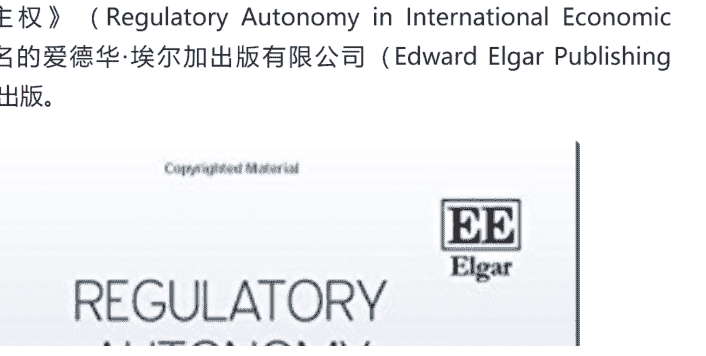 主权》（Regulatory Autonomy in International Economic
名的爱德华·埃尔加出版有限公司（Edward Elgar Publishing
出版。
Copyrighted Material
EE
Elgar
REGULATORY
AUTONOMY